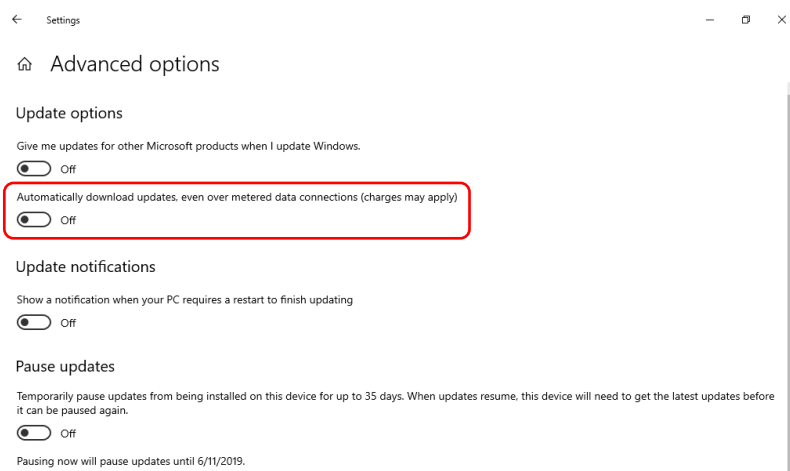 Settings
Advanced options
Update options
Give me updates for other Microsoft products when I update Windows.
Off
Automatically download updates, even over metered data connections (charges may apply)
Off
Update notifications
Show a notification when your PC requires a restart to finish updating
Off
Pause updates
Temporarily pause updates from being installed on this device for up to 35 days. When updates resume, this device will need to get the latest updates before
it can be paused again.
Off
Pausing now will pause updates until 6/11/2019.